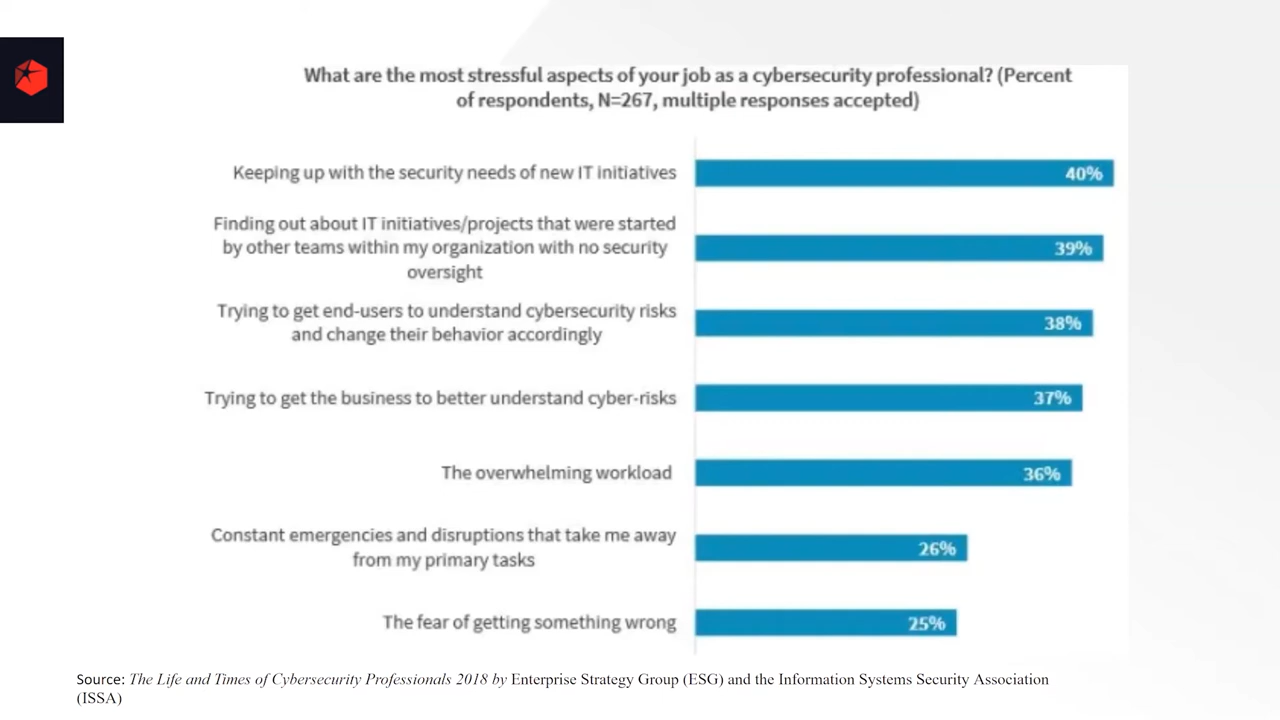 What are the most stressful aspects of your job as a cybersecurity professional? (Percent
of respondents, N=267, multiple responses accepted)
Keeping up with the security needs of new IT initiatives
40%
Finding out about IT initiatives/projects that were started
by other teams within my organization with no security
oversight
39%
Trying to get end-users to understand cybersecurity risks
and change their behavior accordingly
38%
Trying to get the business to better understand cyber-risks
37%
The overwhelming workload
36%
Constant emergencies and disruptions that take me away
from my primary tasks
26%
The fear of getting something wrong
25%
Source: The Life and Times of Cybersecurity Professionals 2018 by Enterprise Strategy Group (ESG) and the Information Systems Security Association
(ISSA)